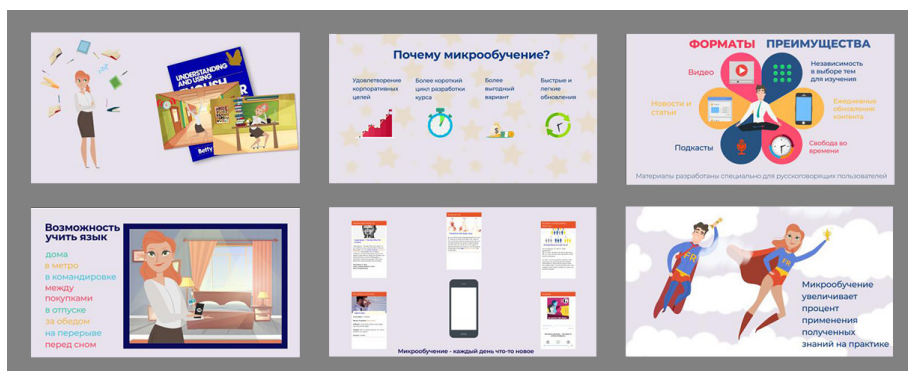 UNDERSTANDING
AND USING
Betty
Почему микрообучение?
Удовлетворение
корпоративных
целей
Более короткий
цикл разработки
курса
Более
выгодный
вариант
Быстрые и
легкие
обновления
ФОРМАТЫ ПРЕИМУЩЕСТВА
Видео
Новости и
статьи
Подкасты
Независимость
в выборе тем
для изучения
Ежедневные
обновления
контента
Свобода во
времени
Материалы разработаны специально для русскоговорящих пользователей
Возможность
учить язык
дома
в метро
в командировке
между
покупками
в отпуске
за обедом
на перерыве
перед сном
Микрообучение - каждый день что-то новое
FR
FR
Микрообучение
увеличивает
процент
применения
полученных
знаний на практике